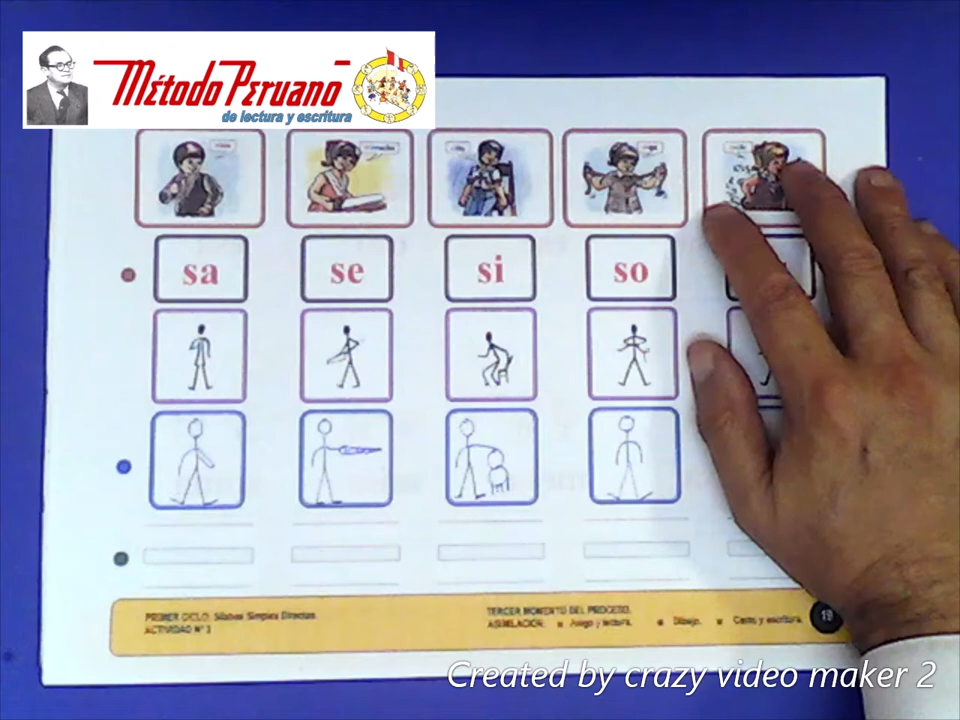 Método Peruano
de lectura y escritura
sa se si so
PRIMER CICLO: Sílabas Simples Directas
ACTIVIDAD N° 1
TERCER MOMENTO DEL PROCESO.
ASIMILACIÓN: Juego y lectura. Dibujo. Canto y escritura.
19
Created by crazy video maker 2